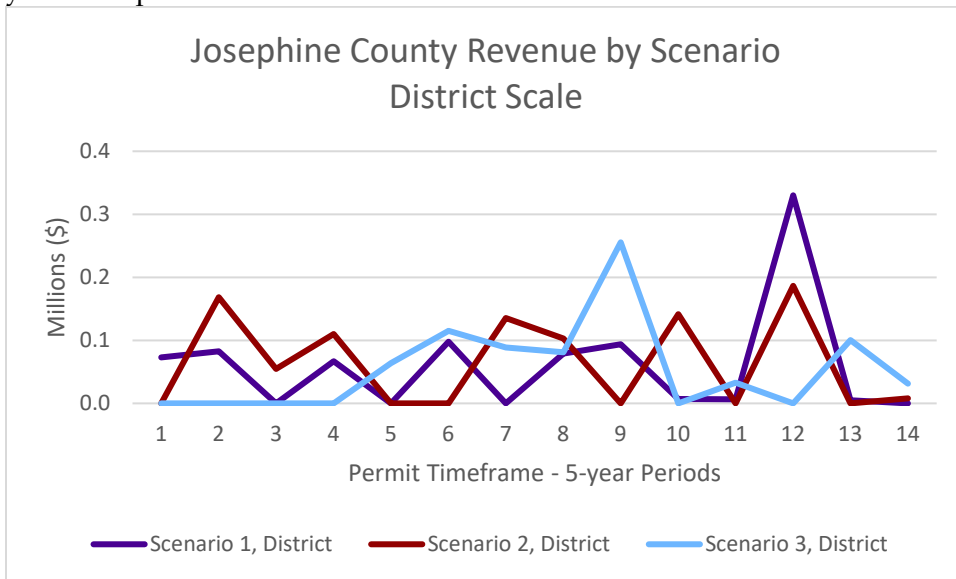 Josephine County Revenue by Scenario
District Scale
0.4
0.3
0.2
0.1
0.0
Millions ($)
1 2 3 4 5 6 7 8 9 10 11 12 13 14
Permit Timeframe - 5-year Periods
Scenario 1, District Scenario 2, District Scenario 3, District